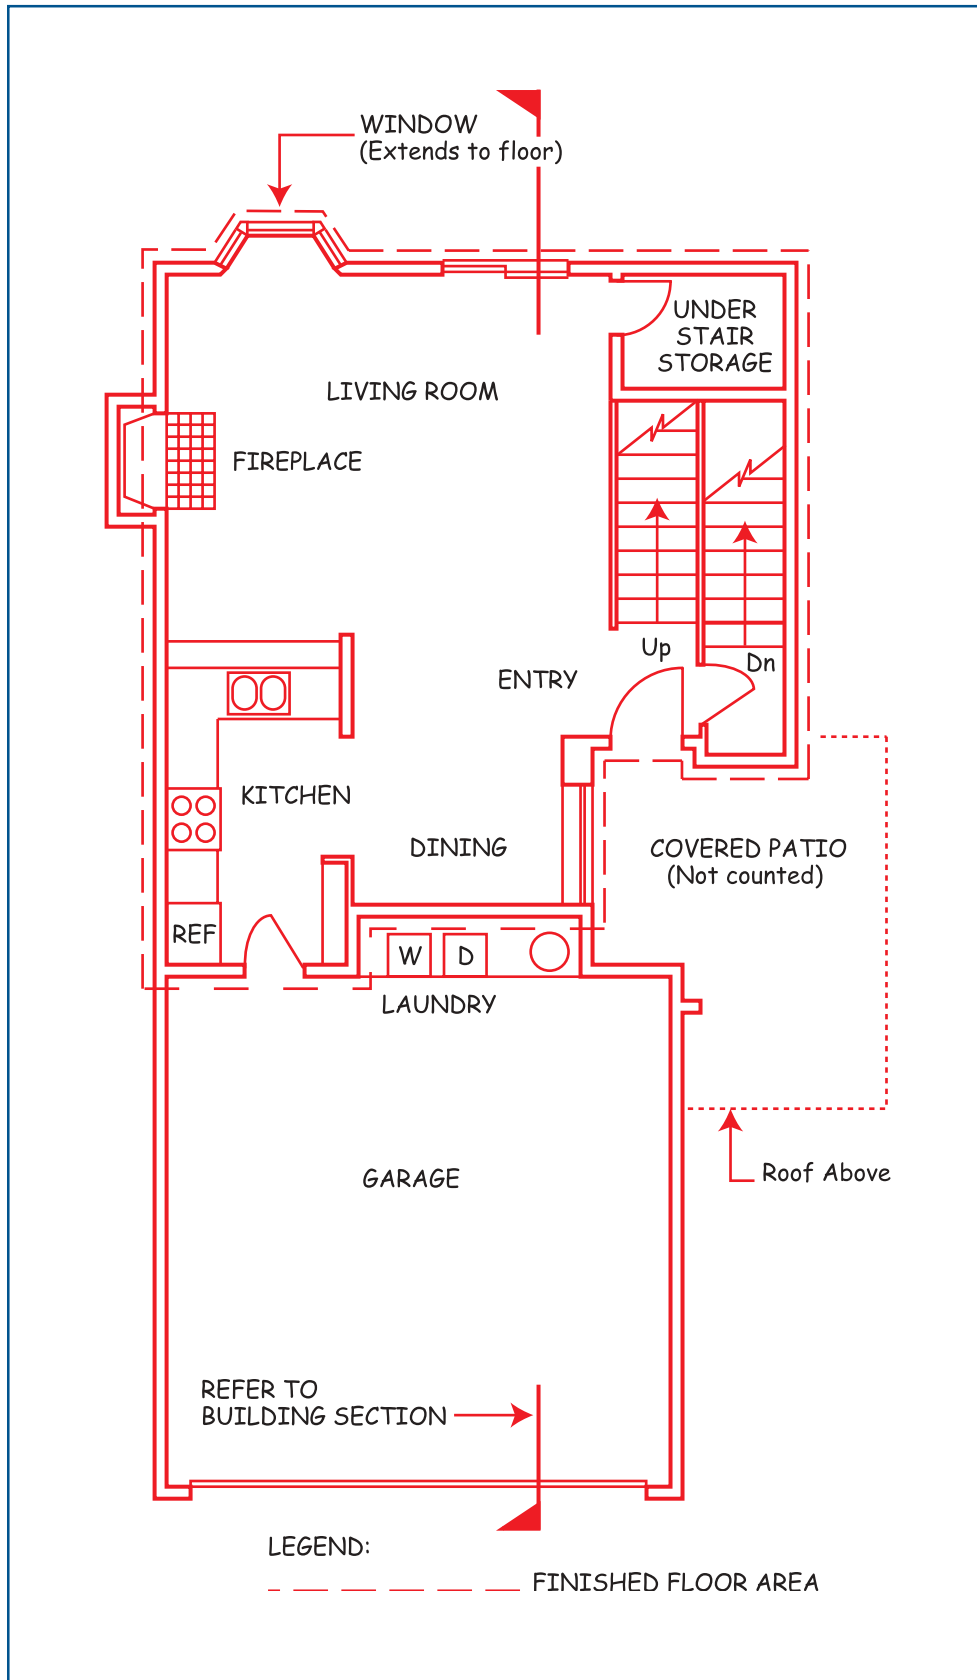 WINDOW
(Extends to floor)
UNDER
STAIR
STORAGE
LIVING ROOM
FIREPLACE
Up
Dn
ENTRY
KITCHEN
DINING
COVERED PATIO
(Not counted)
REF
W
D
LAUNDRY
GARAGE
Roof Above
REFER TO
BUILDING SECTION
LEGEND:
FINISHED FLOOR AREA